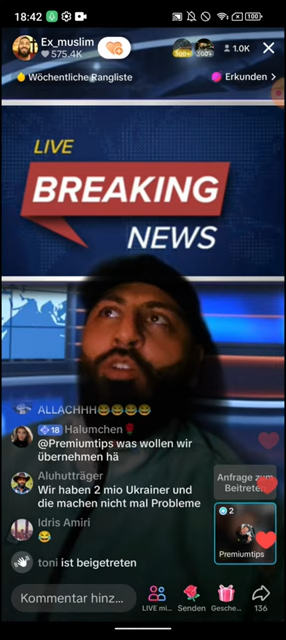 18:42
100
Ex_muslim
575.4K
1.0K
Wöchentliche Rangliste
Erkunden >
LIVE
BREAKING
NEWS
ALLACHHH😂😂😂😂
18 Halumchen🌹
@Premiumtips was wollen wir
übernehmen hä
Aluhutträger
Wir haben 2 mio Ukrainer und
die machen nicht mal Probleme
Anfrage zum
Beitreten
Idris Amiri
😂
2
Premiumtips
toni ist beigetreten
Kommentar hinz...
LIVE mi...
Senden
Gesche...
136